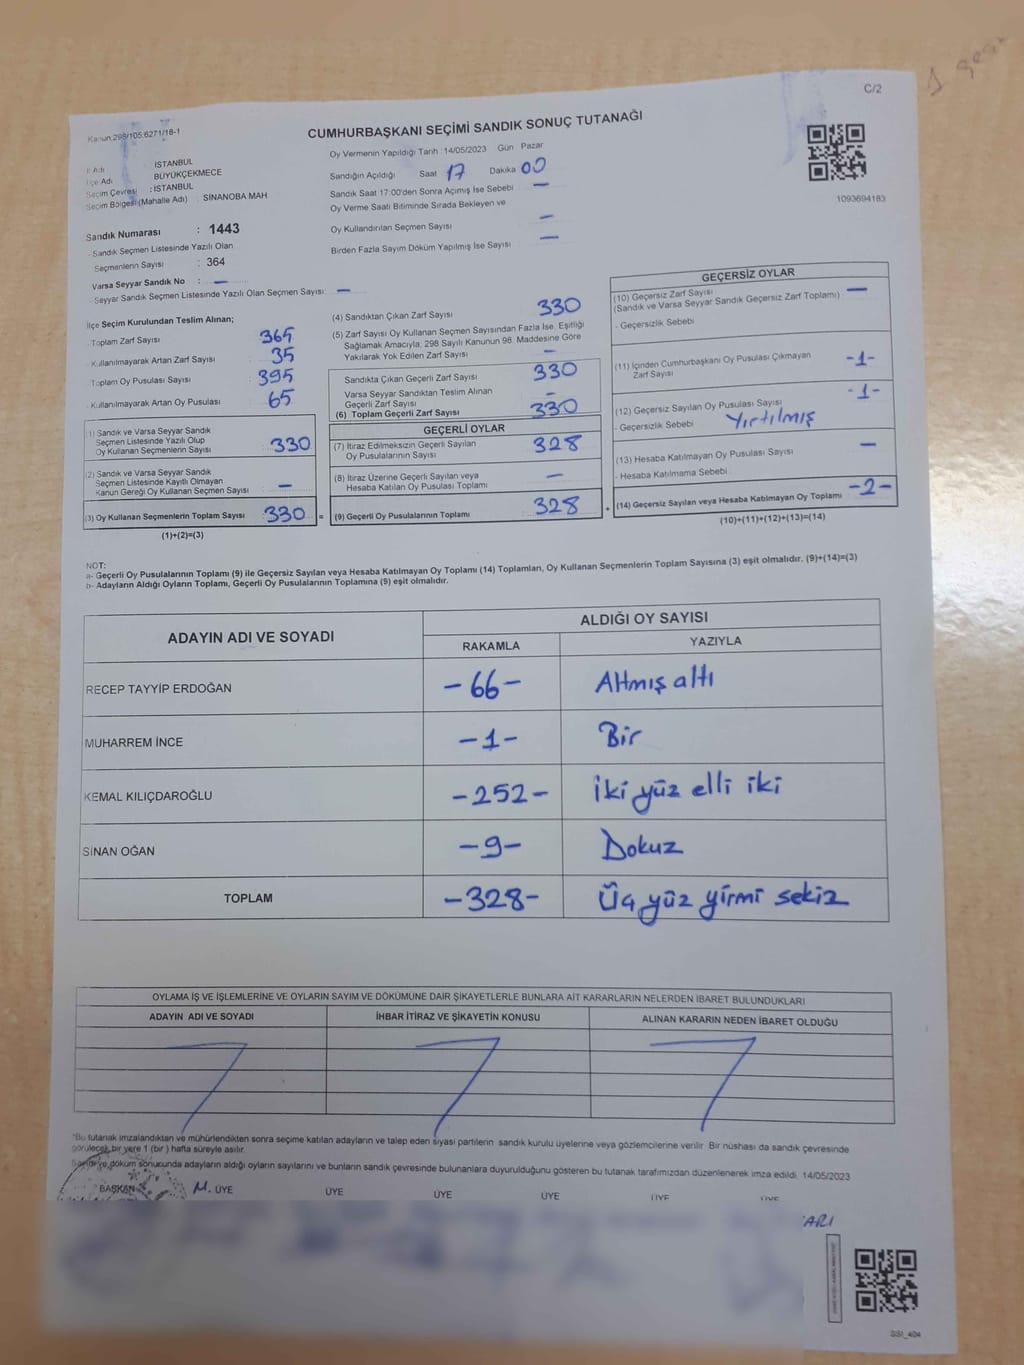 C/2
Kanun:298/105.6271/18-1
CUMHURBAŞKANI SEÇİMİ SANDIK SONUÇ TUTANAĞI
İl Adı İSTANBUL
İlçe Adı BÜYÜKÇEKMECE
Seçim Çevresi : İSTANBUL
Seçim Bölgesi (Mahalle Adı) SİNANOBA MAH
Sandık Numarası : 1443
- Sandık Seçmen Listesinde Yazılı Olan
Seçmenlerin Sayısı : 364
Varsa Seyyar Sandık No : —
- Seyyar Sandık Seçmen Listesinde Yazılı Olan Seçmen Sayısı: —
Oy Vermenin Yapıldığı Tarih :14/05/2023 Gün Pazar
Sandığın Açıldığı Saat 17 Dakika 00
Sandık Saat 17:00'den Sonra Açımış İse Sebebi —
Oy Verme Saati Bitiminde Sırada Bekleyen ve
Oy Kullandırılan Seçmen Sayısı —
Birden Fazla Sayım Döküm Yapılmış İse Sayısı —
1093694183
İlçe Seçim Kurulundan Teslim Alınan;
- Toplam Zarf Sayısı 365
- Kullanılmayarak Artan Zarf Sayısı 35
- Toplam Oy Pusulası Sayısı 395
- Kullanılmayarak Artan Oy Pusulası 65
(1) Sandık ve Varsa Seyyar Sandık
Seçmen Listesinde Yazılı Olup
Oy Kullanan Seçmenlerin Sayısı 330
(2) Sandık ve Varsa Seyyar Sandık
Seçmen Listesinde Kayıtlı Olmayan
Kanun Gereği Oy Kullanan Seçmen Sayısı —
(3) Oy Kullanan Seçmenlerin Toplam Sayısı 330 =
(1)+(2)=(3)
(4) Sandıktan Çıkan Zarf Sayısı 330
(5) Zarf Sayısı Oy Kullanan Seçmen Sayısından Fazla İse, Eşitliği
Sağlamak Amacıyla; 298 Sayılı Kanunun 98. Maddesine Göre
Yakılarak Yok Edilen Zarf Sayısı —
Sandıkta Çıkan Geçerli Zarf Sayısı 330
Varsa Seyyar Sandıktan Teslim Alınan
Geçerli Zarf Sayısı —
(6) Toplam Geçerli Zarf Sayısı 330
GEÇERLİ OYLAR
(7) İtiraz Edilmeksizin Geçerli Sayılan
Oy Pusulalarının Sayısı 328
(8) İtiraz Üzerine Geçerli Sayılan veya
Hesaba Katılan Oy Pusulası Toplamı —
(9) Geçerli Oy Pusulalarının Toplamı 328 +
GEÇERSİZ OYLAR
(10) Geçersiz Zarf Sayısı —
(Sandık ve Varsa Seyyar Sandık Geçersiz Zarf Toplamı)
- Geçersizlik Sebebi
(11) İçinden Cumhurbaşkanı Oy Pusulası Çıkmayan
Zarf Sayısı -1-
(12) Geçersiz Sayılan Oy Pusulası Sayısı -1-
- Geçersizlik Sebebi Yırtılmış
(13) Hesaba Katılmayan Oy Pusulası Sayısı —
- Hesaba Katılmama Sebebi
(14) Geçersiz Sayılan veya Hesaba Katılmayan Oy Toplamı -2-
(10)+(11)+(12)+(13)=(14)
NOT:
a- Geçerli Oy Pusulalarının Toplamı (9) ile Geçersiz Sayılan veya Hesaba Katılmayan Oy Toplamı (14) Toplamları, Oy Kullanan Seçmenlerin Toplam Sayısına (3) eşit olmalıdır. (9)+(14)=(3)
b- Adayların Aldığı Oyların Toplamı, Geçerli Oy Pusulalarının Toplamına (9) eşit olmalıdır.
ADAYIN ADI VE SOYADI ALDIĞI OY SAYISI
RAKAMLA YAZIYLA
RECEP TAYYİP ERDOĞAN -66- Altmış altı
MUHARREM İNCE -1- Bir
KEMAL KILIÇDAROĞLU -252- İki yüz elli iki
SİNAN OĞAN -9- Dokuz
TOPLAM -328- Üç yüz yirmi sekiz
OYLAMA İŞ VE İŞLEMLERİNE VE OYLARIN SAYIM VE DÖKÜMÜNE DAİR ŞİKAYETLERLE BUNLARA AİT KARARLARIN NELERDEN İBARET BULUNDUKLARI
ADAYIN ADI VE SOYADI İHBAR İTİRAZ VE ŞİKAYETİN KONUSU ALINAN KARARIN NEDEN İBARET OLDUĞU
*Bu tutanak imzalandıktan ve mühürlendikten sonra seçime katılan adayların ve talep eden siyasi partilerin sandık kurulu üyelerine veya gözlemcilerine verilir. Bir nüshası da sandık çevresinde
görülecek bir yere 1 (bir) hafta süreyle asılır.
Sayım ve döküm sonucunda adayların aldığı oyların sayılarını ve bunların sandık çevresinde bulunanlara duyurulduğunu gösteren bu tutanak tarafımızdan düzenlenerek imza edildi. 14/05/2023
BAŞKAN M. ÜYE ÜYE ÜYE ÜYE ÜYE ÜYE
ARI
SSİ_404